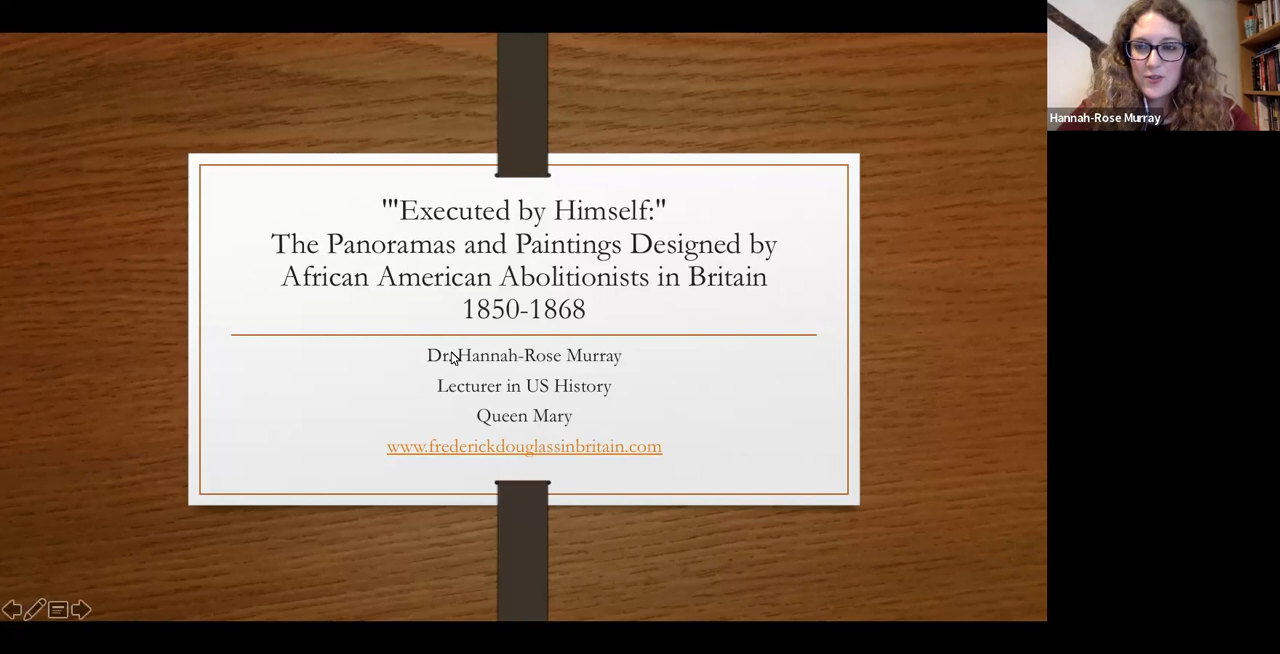 '"Executed by Himself:"
The Panoramas and Paintings Designed by
African American Abolitionists in Britain
1850-1868
Dr. Hannah-Rose Murray
Lecturer in US History
Queen Mary
www.frederickdouglassinbritain.com
Hannah-Rose Murray